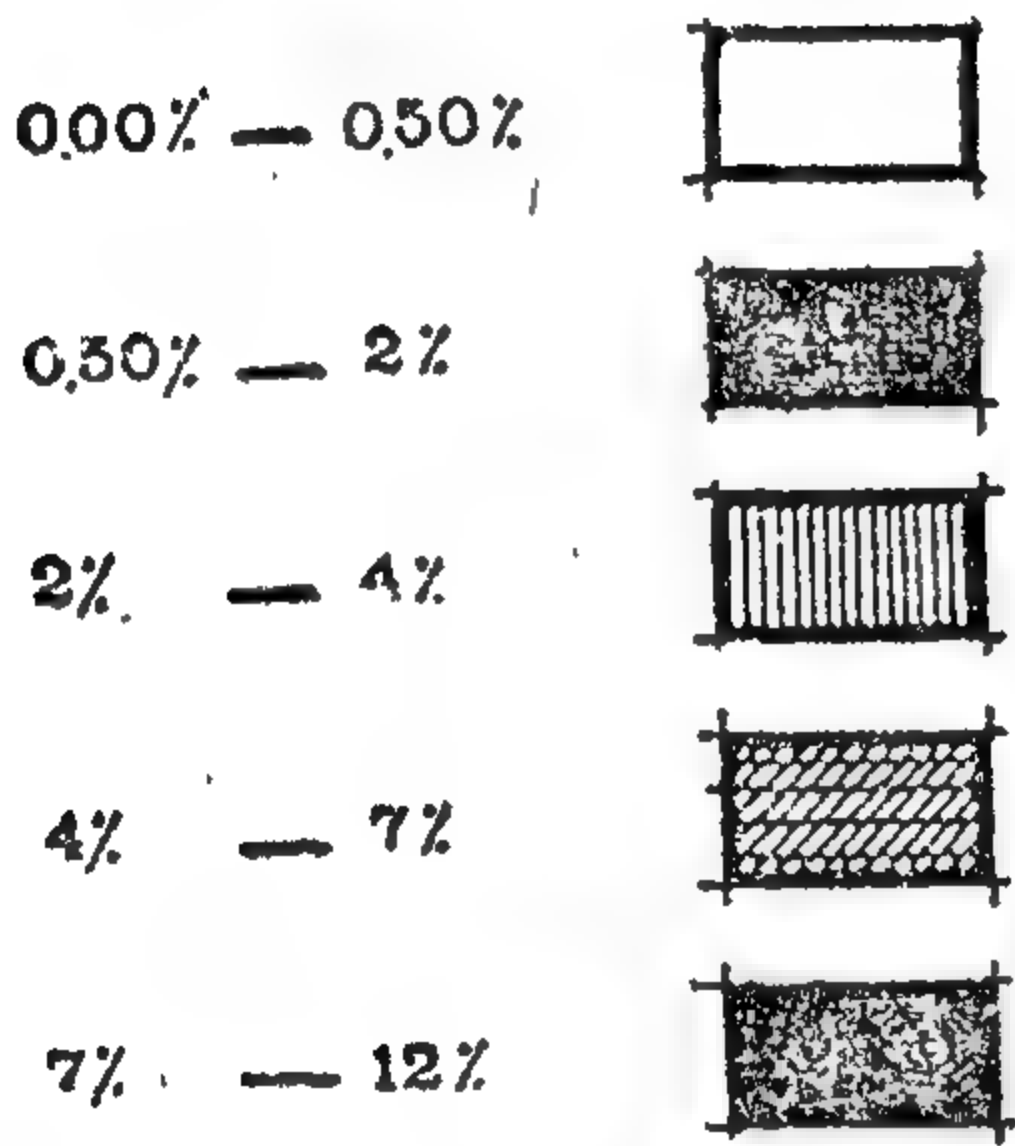 0,00% — 0,50%
0,50% — 2%
2% — 4%
4% — 7%
7% — 12%